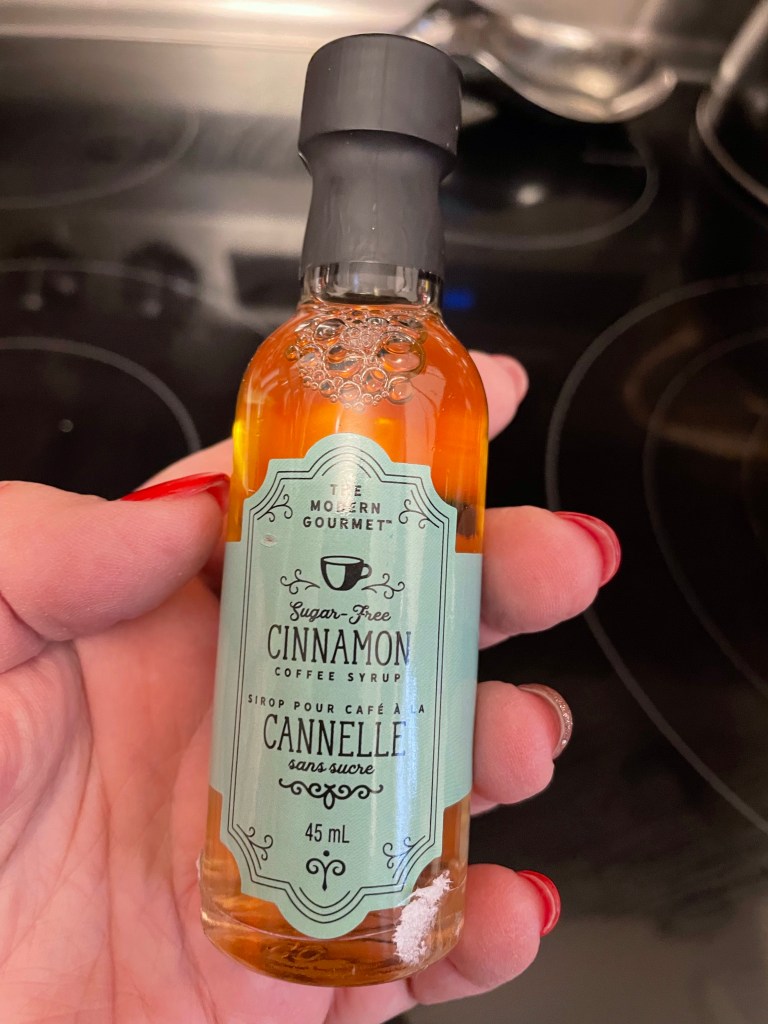 THE
MODERN
GOURMET™
Sugar-Free
CINNAMON
COFFEE SYRUP
SIROP POUR CAFÉ À LA
CANNELLE
sans sucre
45 mL